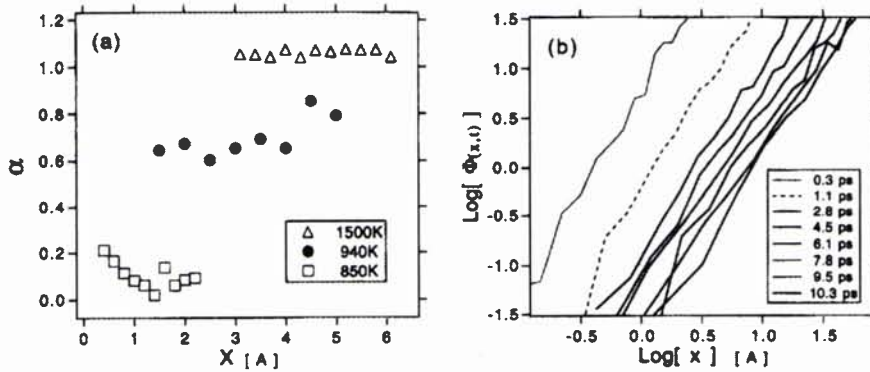 (a)
1.2
1.0
0.8
0.6
0.4
0.2
0.0
α
△ 1500K
● 940K
□ 850K
0 1 2 3 4 5 6
X [A]
(b)
1.5
1.0
0.5
0.0
-0.5
-1.0
-1.5
Log[ Φ(x,t) ]
0.3 ps
1.1 ps
2.8 ps
4.5 ps
6.1 ps
7.8 ps
9.5 ps
10.3 ps
-0.5 0.0 0.5 1.0 1.5
Log[ x ] [A]